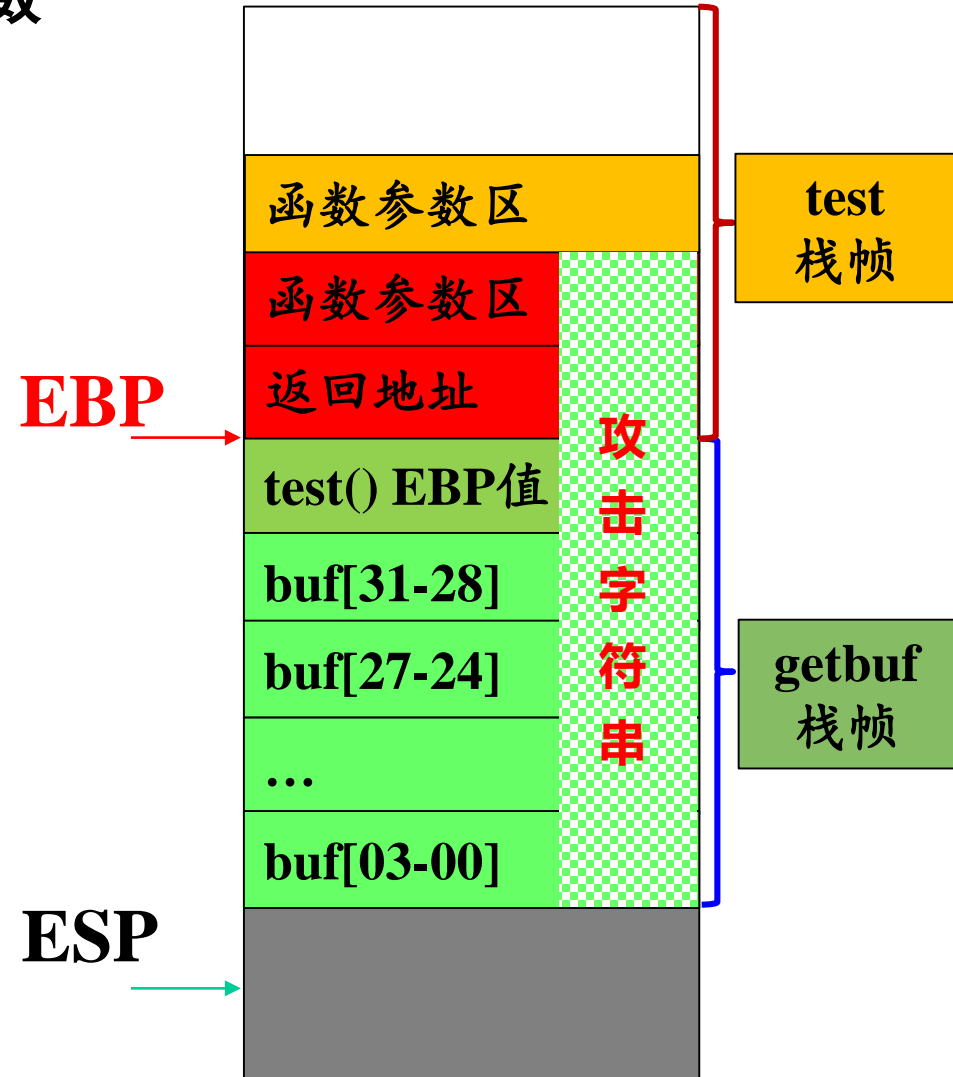 数
函数参数区
test
栈帧
函数参数区
返回地址
EBP
test() EBP值
buf[31-28]
buf[27-24]
…
buf[03-00]
攻
击
字
符
串
getbuf
栈帧
ESP